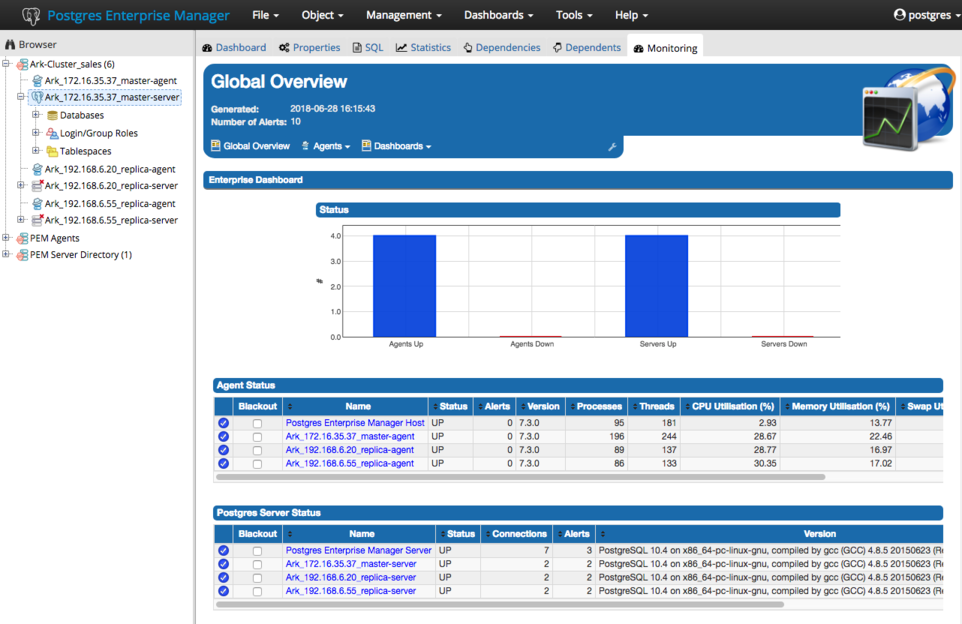 Postgres Enterprise Manager File Object Management Dashboards Tools Help postgres
Browser
Dashboard Properties SQL Statistics Dependencies Dependents Monitoring
Ark-Cluster_sales (6)
Ark_172.16.35.37_master-agent
Ark_172.16.35.37_master-server
Databases
Login/Group Roles
Tablespaces
Ark_192.168.6.20_replica-agent
Ark_192.168.6.20_replica-server
Ark_192.168.6.55_replica-agent
Ark_192.168.6.55_replica-server
PEM Agents
PEM Server Directory (1)
Global Overview
Generated: 2018-06-28 16:15:43
Number of Alerts: 10
Global Overview Agents Dashboards
Enterprise Dashboard
Status
4.0
3.0
2.0
1.0
0.0
Agents Up Agents Down Servers Up Servers Down
Agent Status
Blackout Name Status Alerts Version Processes Threads CPU Utilisation (%) Memory Utilisation (%) Swap Ut
Postgres Enterprise Manager Host UP 0 7.3.0 95 181 2.93 13.77
Ark_172.16.35.37_master-agent UP 0 7.3.0 196 244 28.67 22.46
Ark_192.168.6.20_replica-agent UP 0 7.3.0 89 137 28.77 16.97
Ark_192.168.6.55_replica-agent UP 0 7.3.0 86 133 30.35 17.02
Postgres Server Status
Blackout Name Status Connections Alerts Version
Postgres Enterprise Manager Server UP 7 3 PostgreSQL 10.4 on x86_64-pc-linux-gnu, compiled by gcc (GCC) 4.8.5 20150623 (Re
Ark_172.16.35.37_master-server UP 2 2 PostgreSQL 10.4 on x86_64-pc-linux-gnu, compiled by gcc (GCC) 4.8.5 20150623 (Re
Ark_192.168.6.20_replica-server UP 2 2 PostgreSQL 10.4 on x86_64-pc-linux-gnu, compiled by gcc (GCC) 4.8.5 20150623 (Re
Ark_192.168.6.55_replica-server UP 2 2 PostgreSQL 10.4 on x86_64-pc-linux-gnu, compiled by gcc (GCC) 4.8.5 20150623 (Re